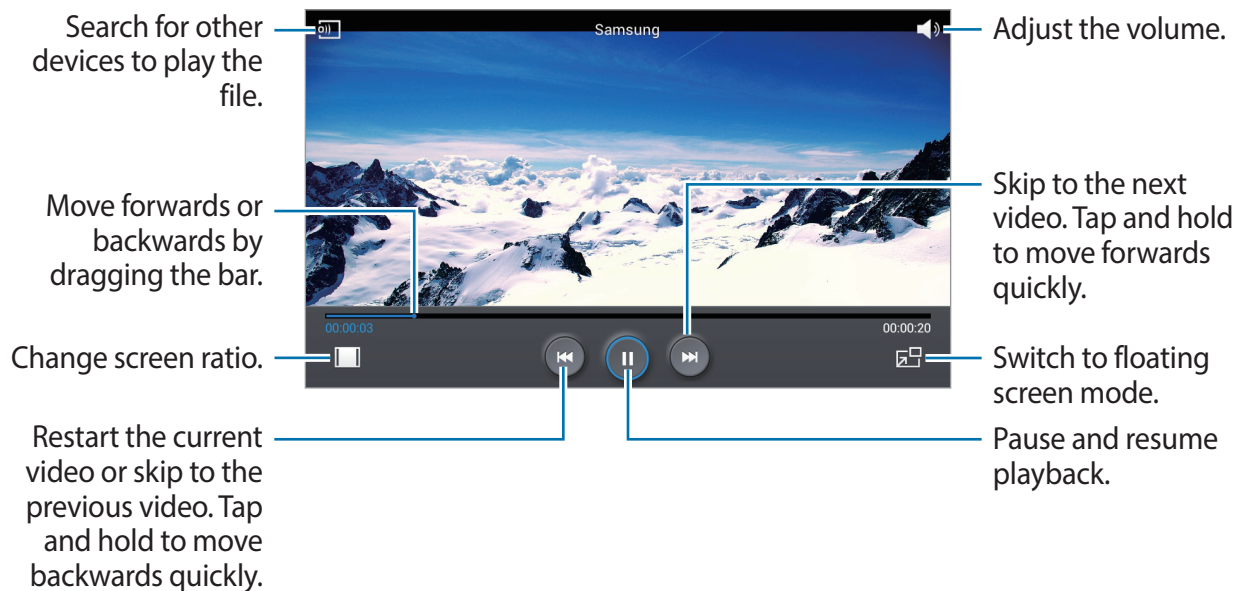 Search for other
devices to play the
file.
Samsung
Adjust the volume.
Move forwards or
backwards by
dragging the bar.
Skip to the next
video. Tap and hold
to move forwards
quickly.
00:00:03
00:00:20
Change screen ratio.
Switch to floating
screen mode.
Restart the current
video or skip to the
previous video. Tap
and hold to move
backwards quickly.
Pause and resume
playback.